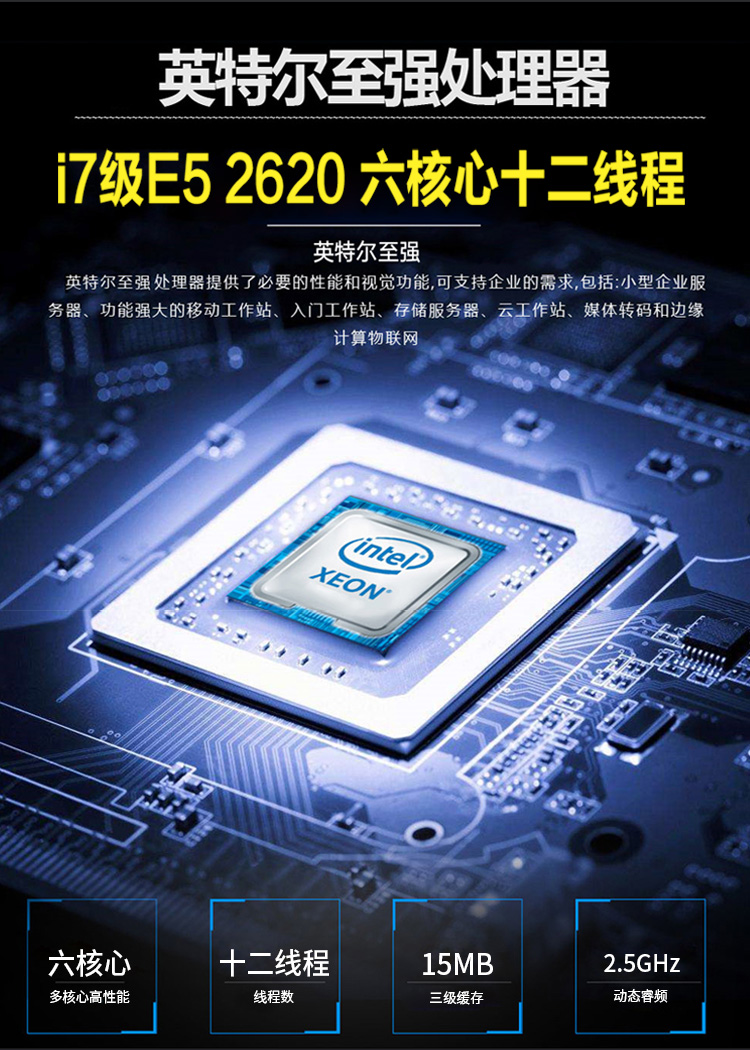 英特尔至强处理器
i7级E5 2620 六核心十二线程
英特尔至强
英特尔至强处理器提供了必要的性能和视觉功能,可支持企业的需求,包括:小型企业服
务器、功能强大的移动工作站、入门工作站、存储服务器、云工作站、媒体转码和边缘
计算物联网
intel®
XEON®
六核心
多核心高性能
十二线程
线程数
15MB
三级缓存
2.5GHz
动态睿频